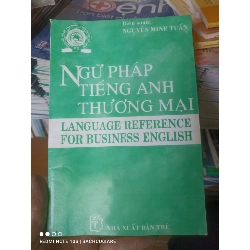 Biên soạn:
NGUYỄN MINH TUẤN
NGỮ PHÁP
TIẾNG ANH
THƯƠNG MẠI
LANGUAGE REFERENCE
FOR BUSINESS ENGLISH
NHÀ XUẤT BẢN TRẺ